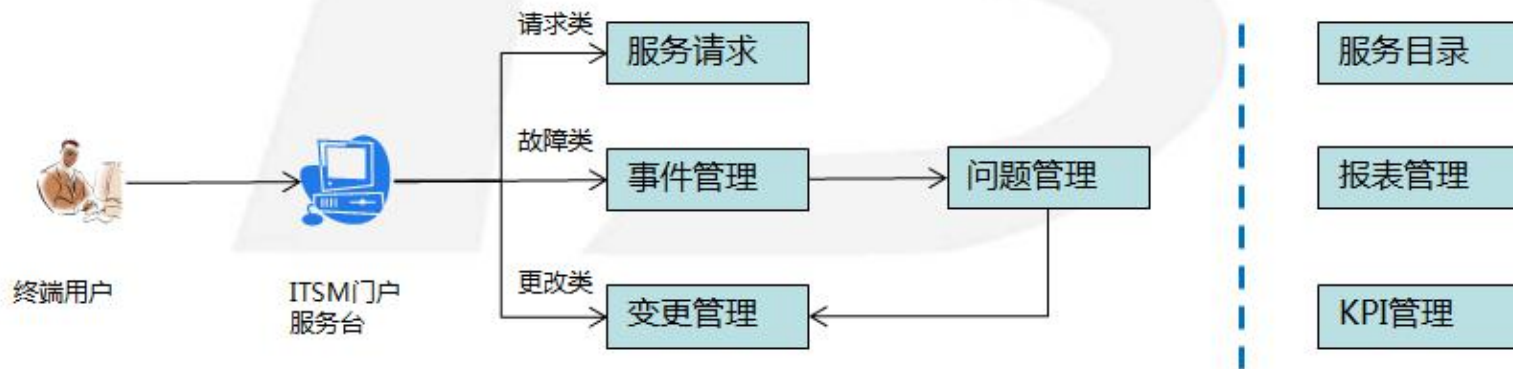 请求类
服务请求
服务目录
故障类
事件管理
问题管理
报表管理
终端用户
ITSM门户
服务台
更改类
变更管理
KPI管理